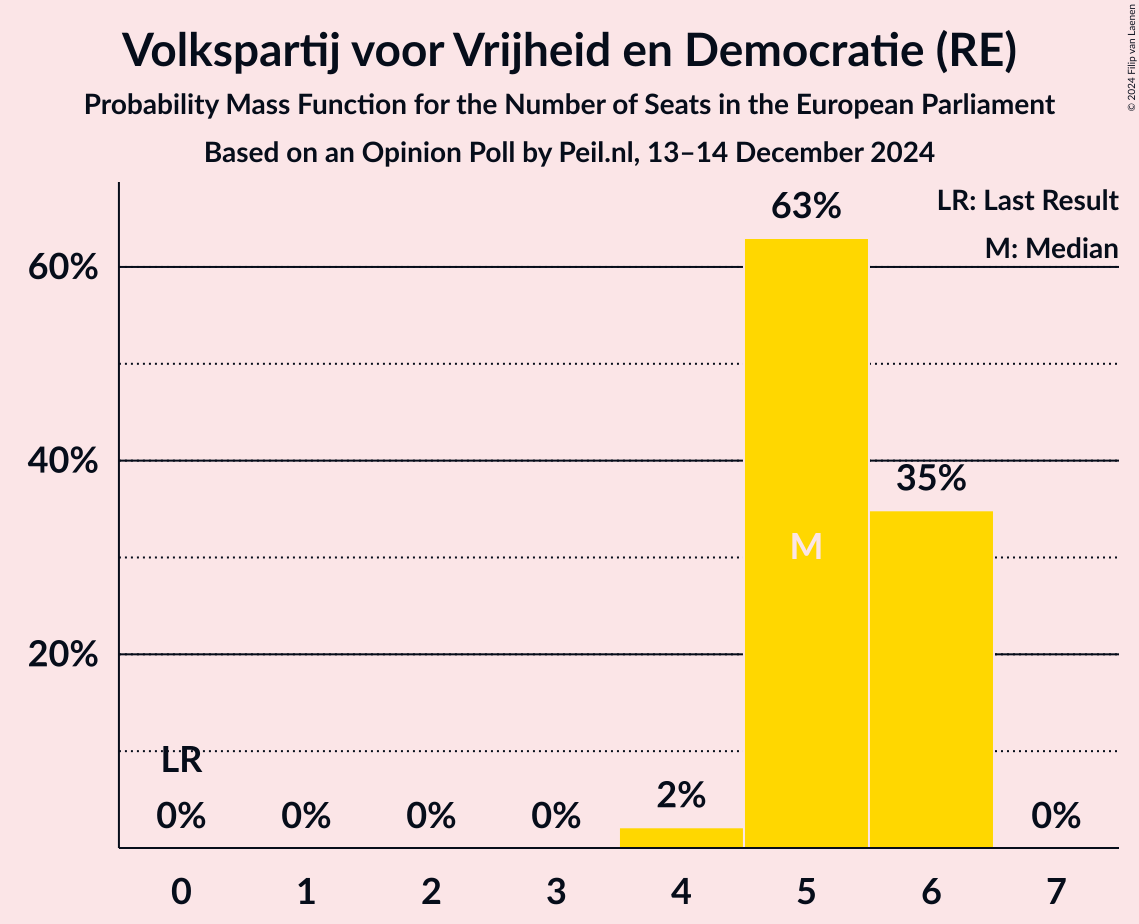 Volkspartij voor Vrijheid en Democratie (RE)
Probability Mass Function for the Number of Seats in the European Parliament
Based on an Opinion Poll by Peil.nl, 13–14 December 2024
© 2024 Filip van Laenen
LR: Last Result
M: Median
63%
60%
40%
35%
M
20%
LR
2%
0% 0% 0% 0% 0%
0 1 2 3 4 5 6 7